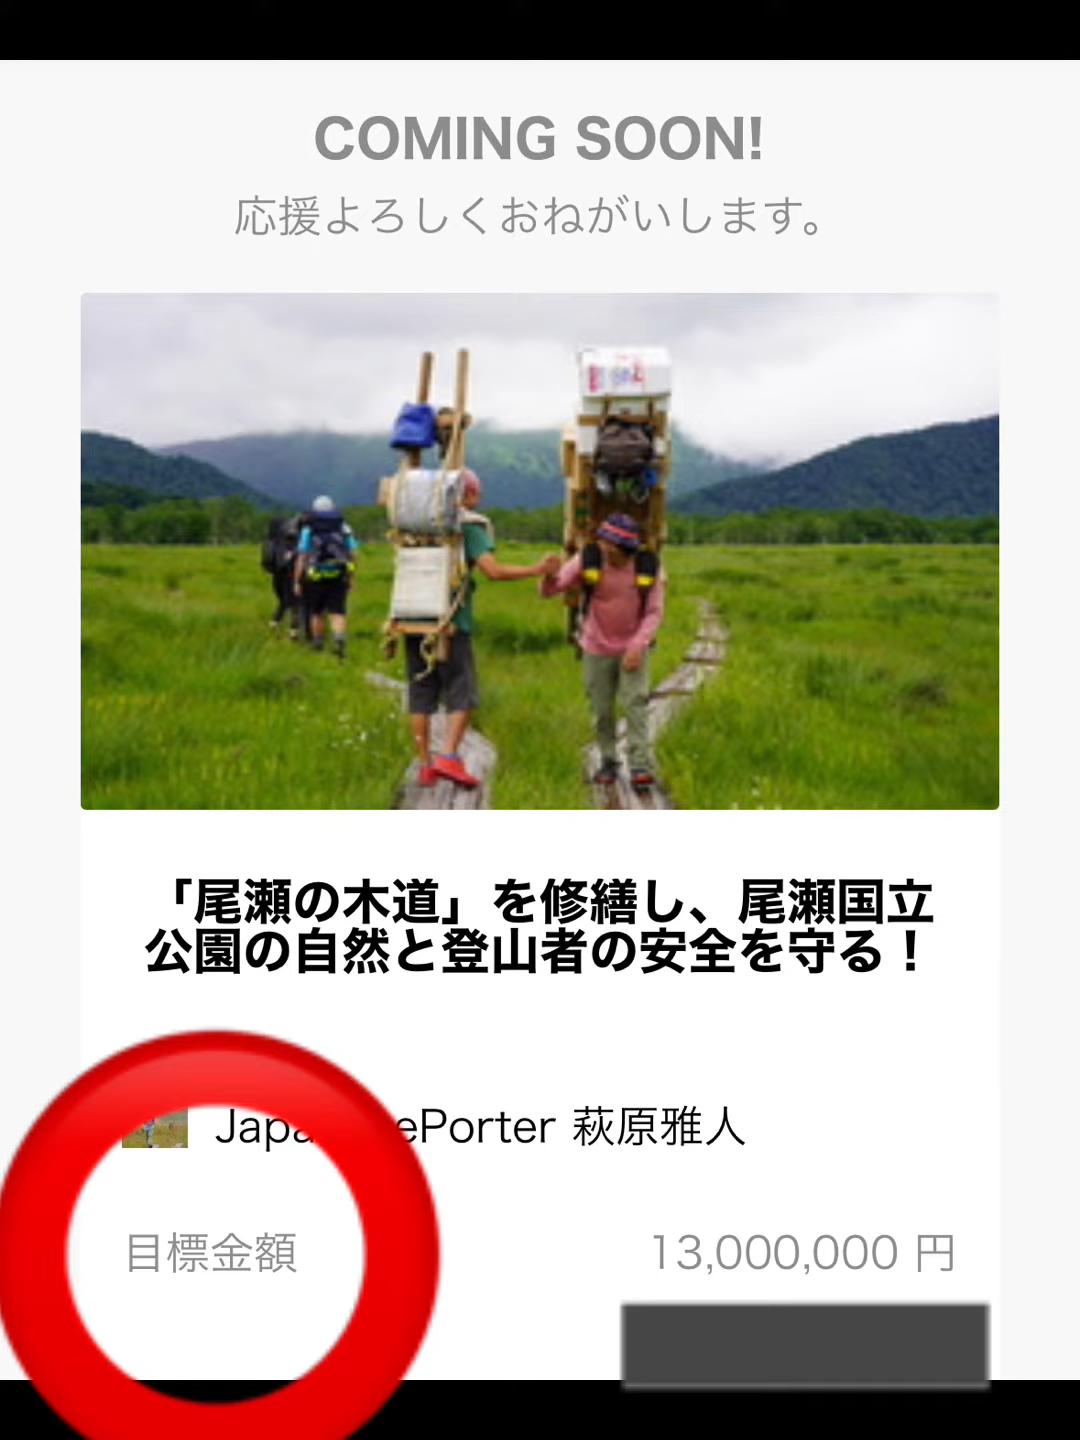 COMING SOON!
応援よろしくおねがいします。
「尾瀬の木道」を修繕し、尾瀬国立
公園の自然と登山者の安全を守る！
萩原雅人
目標金額 13,000,000 円